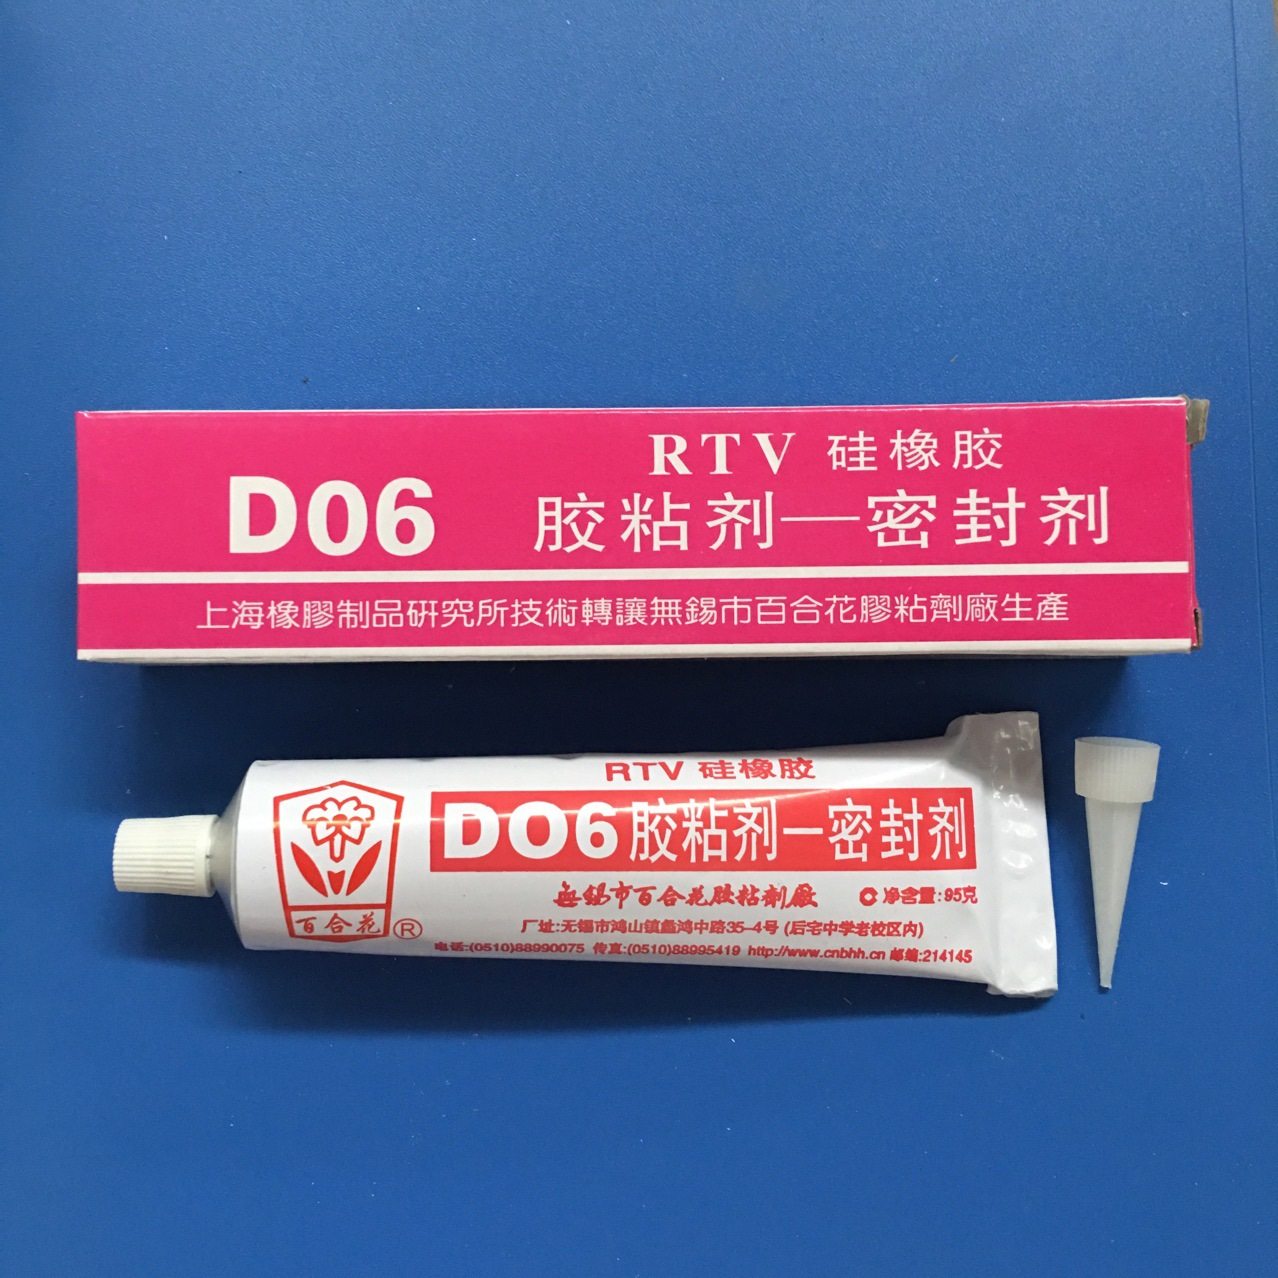 RTV 硅橡胶
D06 胶粘剂—密封剂
上海橡膠制品研究所技術轉讓無錫市百合花膠粘劑廠生產
RTV 硅橡胶
D06胶粘剂—密封剂
無錫市百合花胶粘劑廠 净含量:95克
百合花 ®
厂址:无锡市鸿山镇鑫鸿中路35-4号 (后宅中学老校区内)
电话:(0510)88990075 传真:(0510)88995419 http://www.cnbhh.cn 邮编:214145